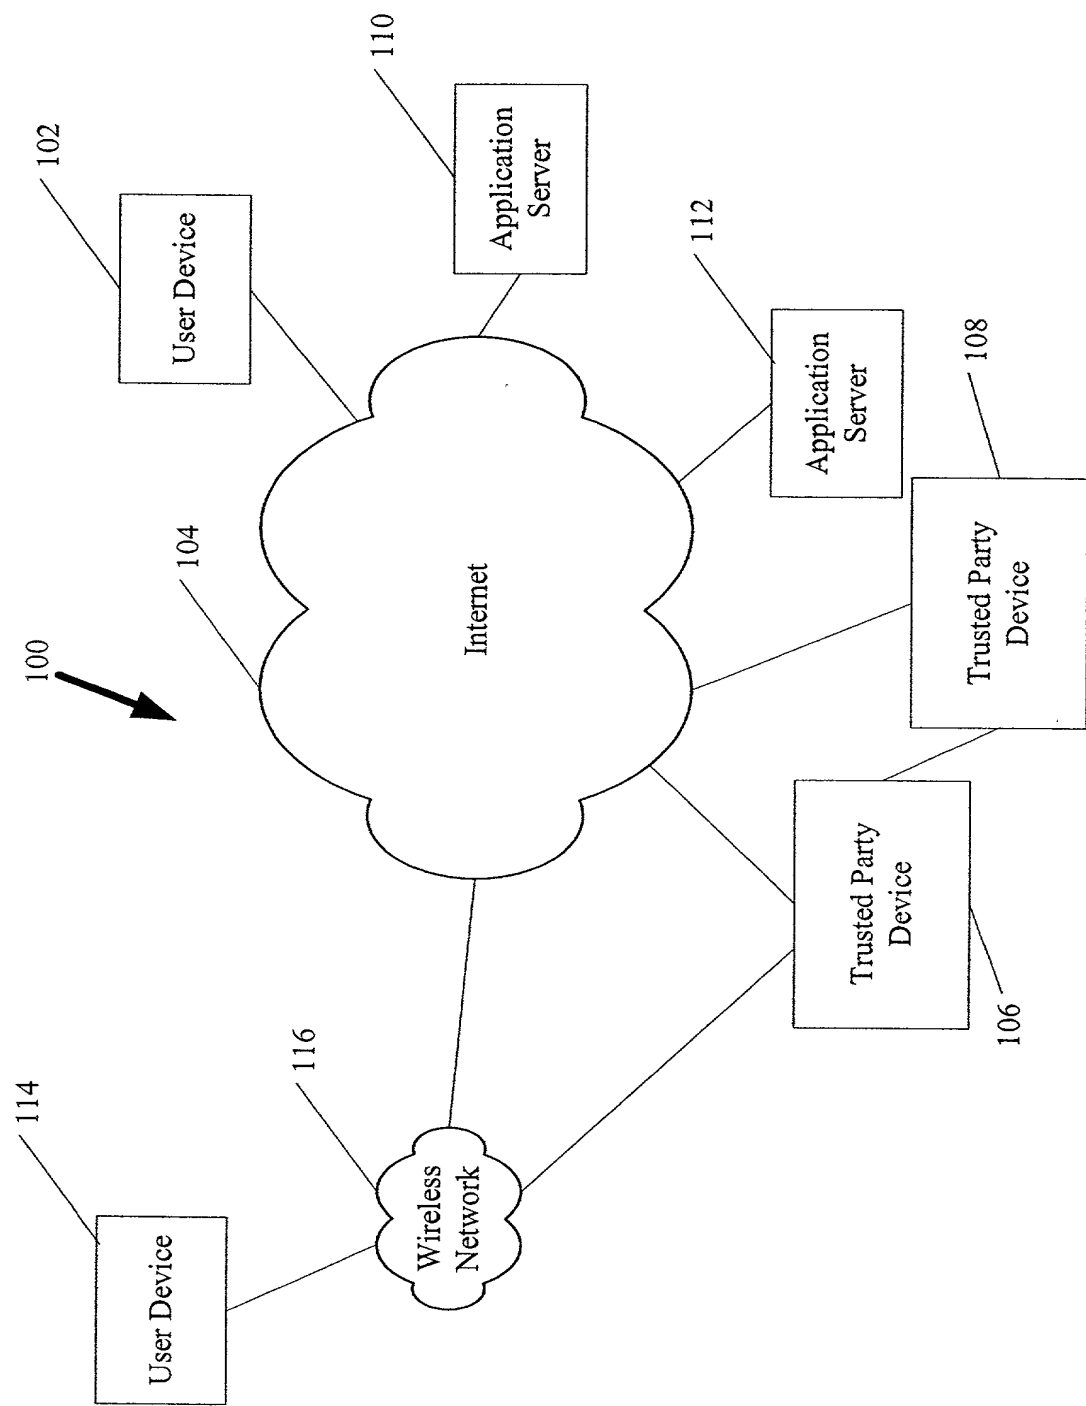 100
114
User Device
116
Wireless
Network
104
Internet
102
User Device
110
Application
Server
112
Application
Server
106
Trusted Party
Device
108
Trusted Party
Device